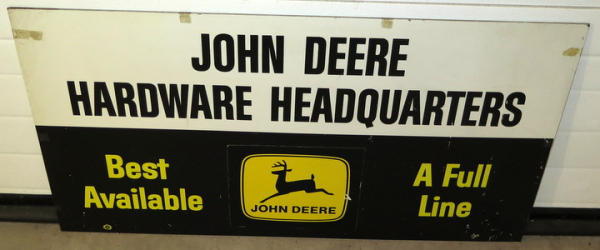 JOHN DEERE
HARDWARE HEADQUARTERS
Best
Available
JOHN DEERE
A Full
Line